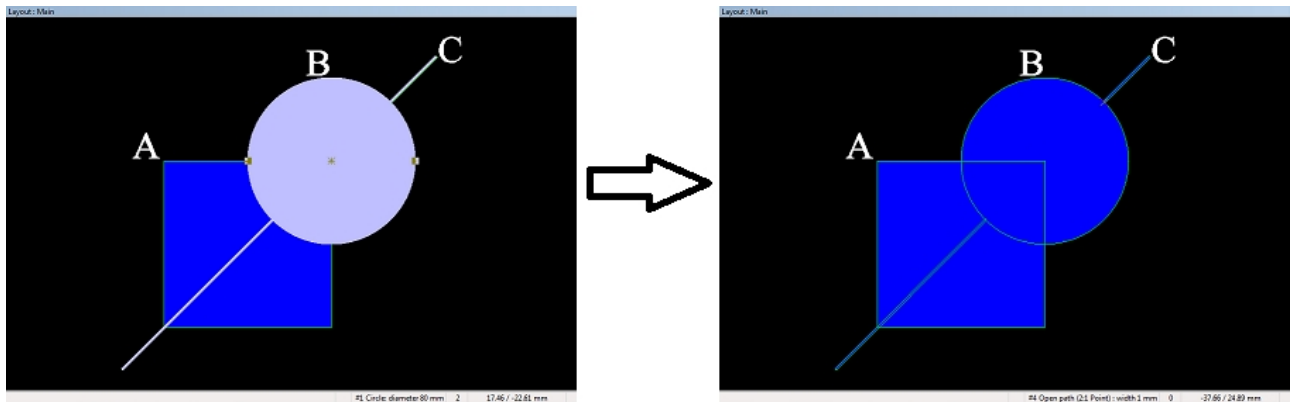 Layout : Main
C
B
A
#1 Circle: diameter 80 mm 2 17.46 / -22.61 mm
Layout : Main
C
B
A
#4 Open path (2:1 Point) : width 1 mm 0 -37.66 / 24.89 mm